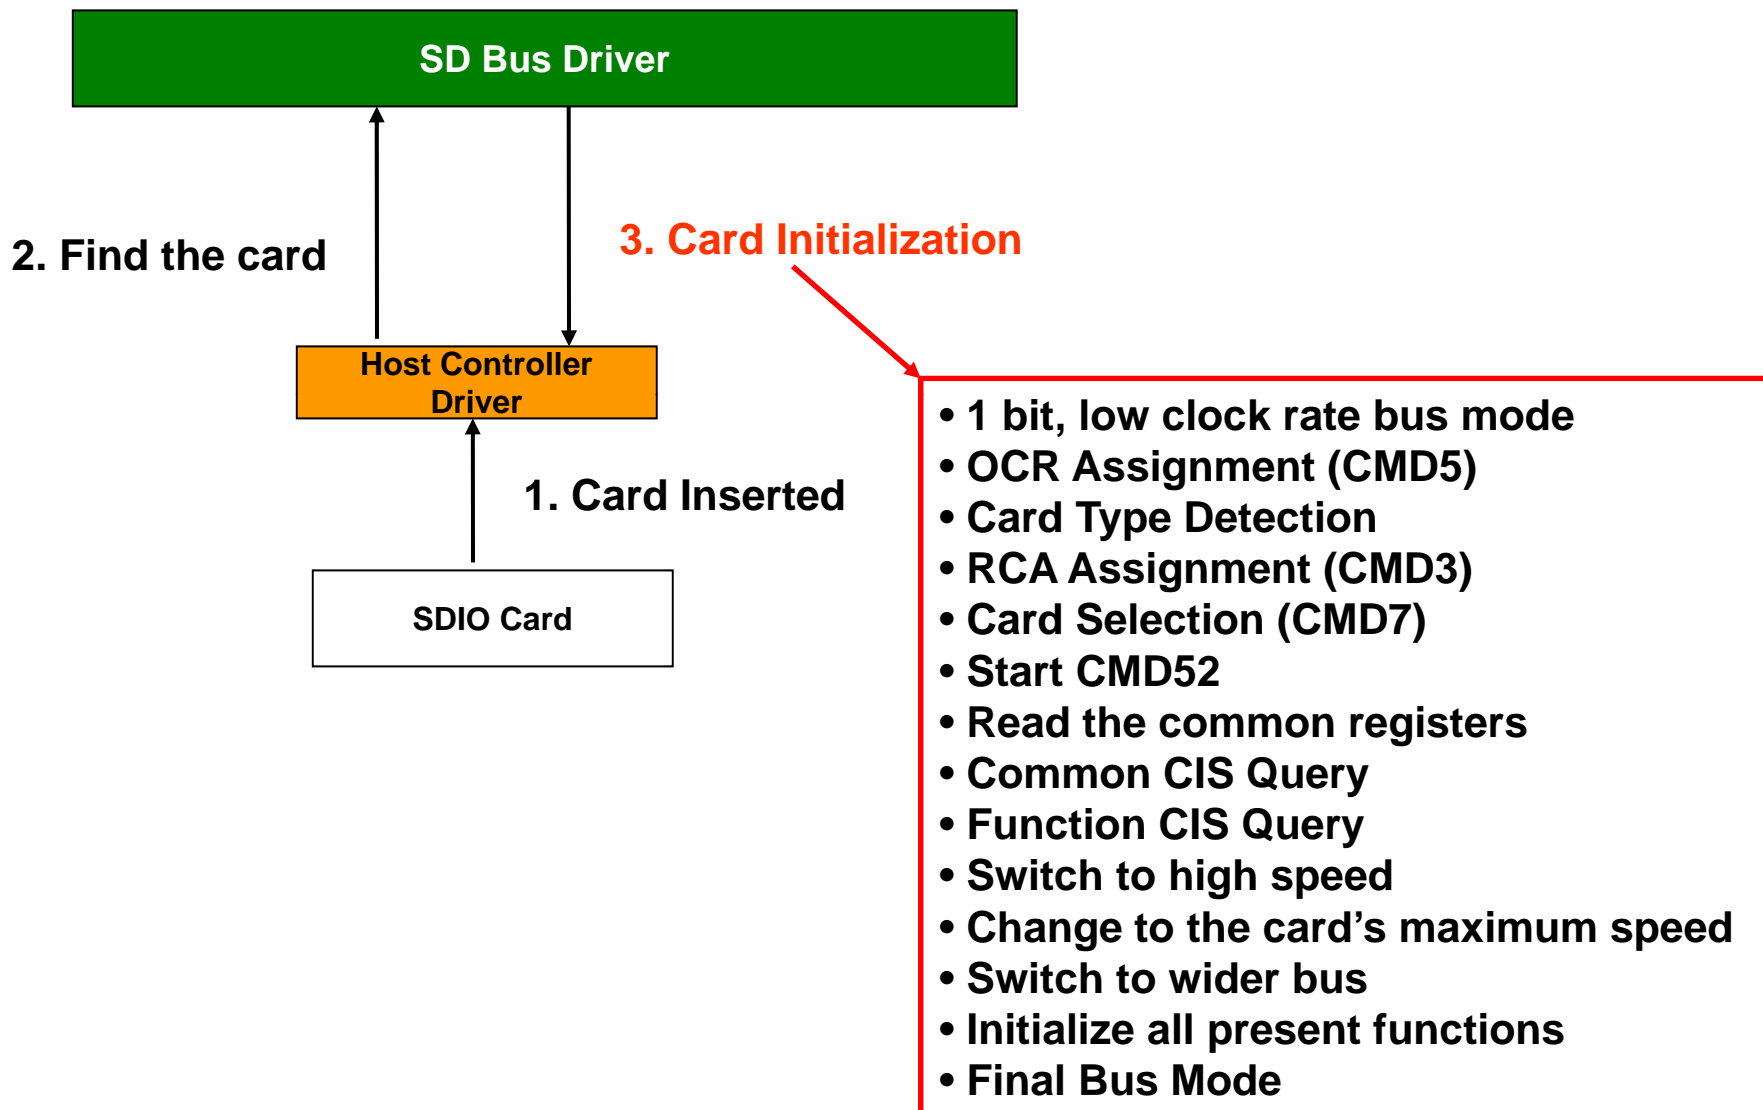 SD Bus Driver
2. Find the card
3. Card Initialization
Host Controller
Driver
1. Card Inserted
SDIO Card
• 1 bit, low clock rate bus mode
• OCR Assignment (CMD5)
• Card Type Detection
• RCA Assignment (CMD3)
• Card Selection (CMD7)
• Start CMD52
• Read the common registers
• Common CIS Query
• Function CIS Query
• Switch to high speed
• Change to the card’s maximum speed
• Switch to wider bus
• Initialize all present functions
• Final Bus Mode